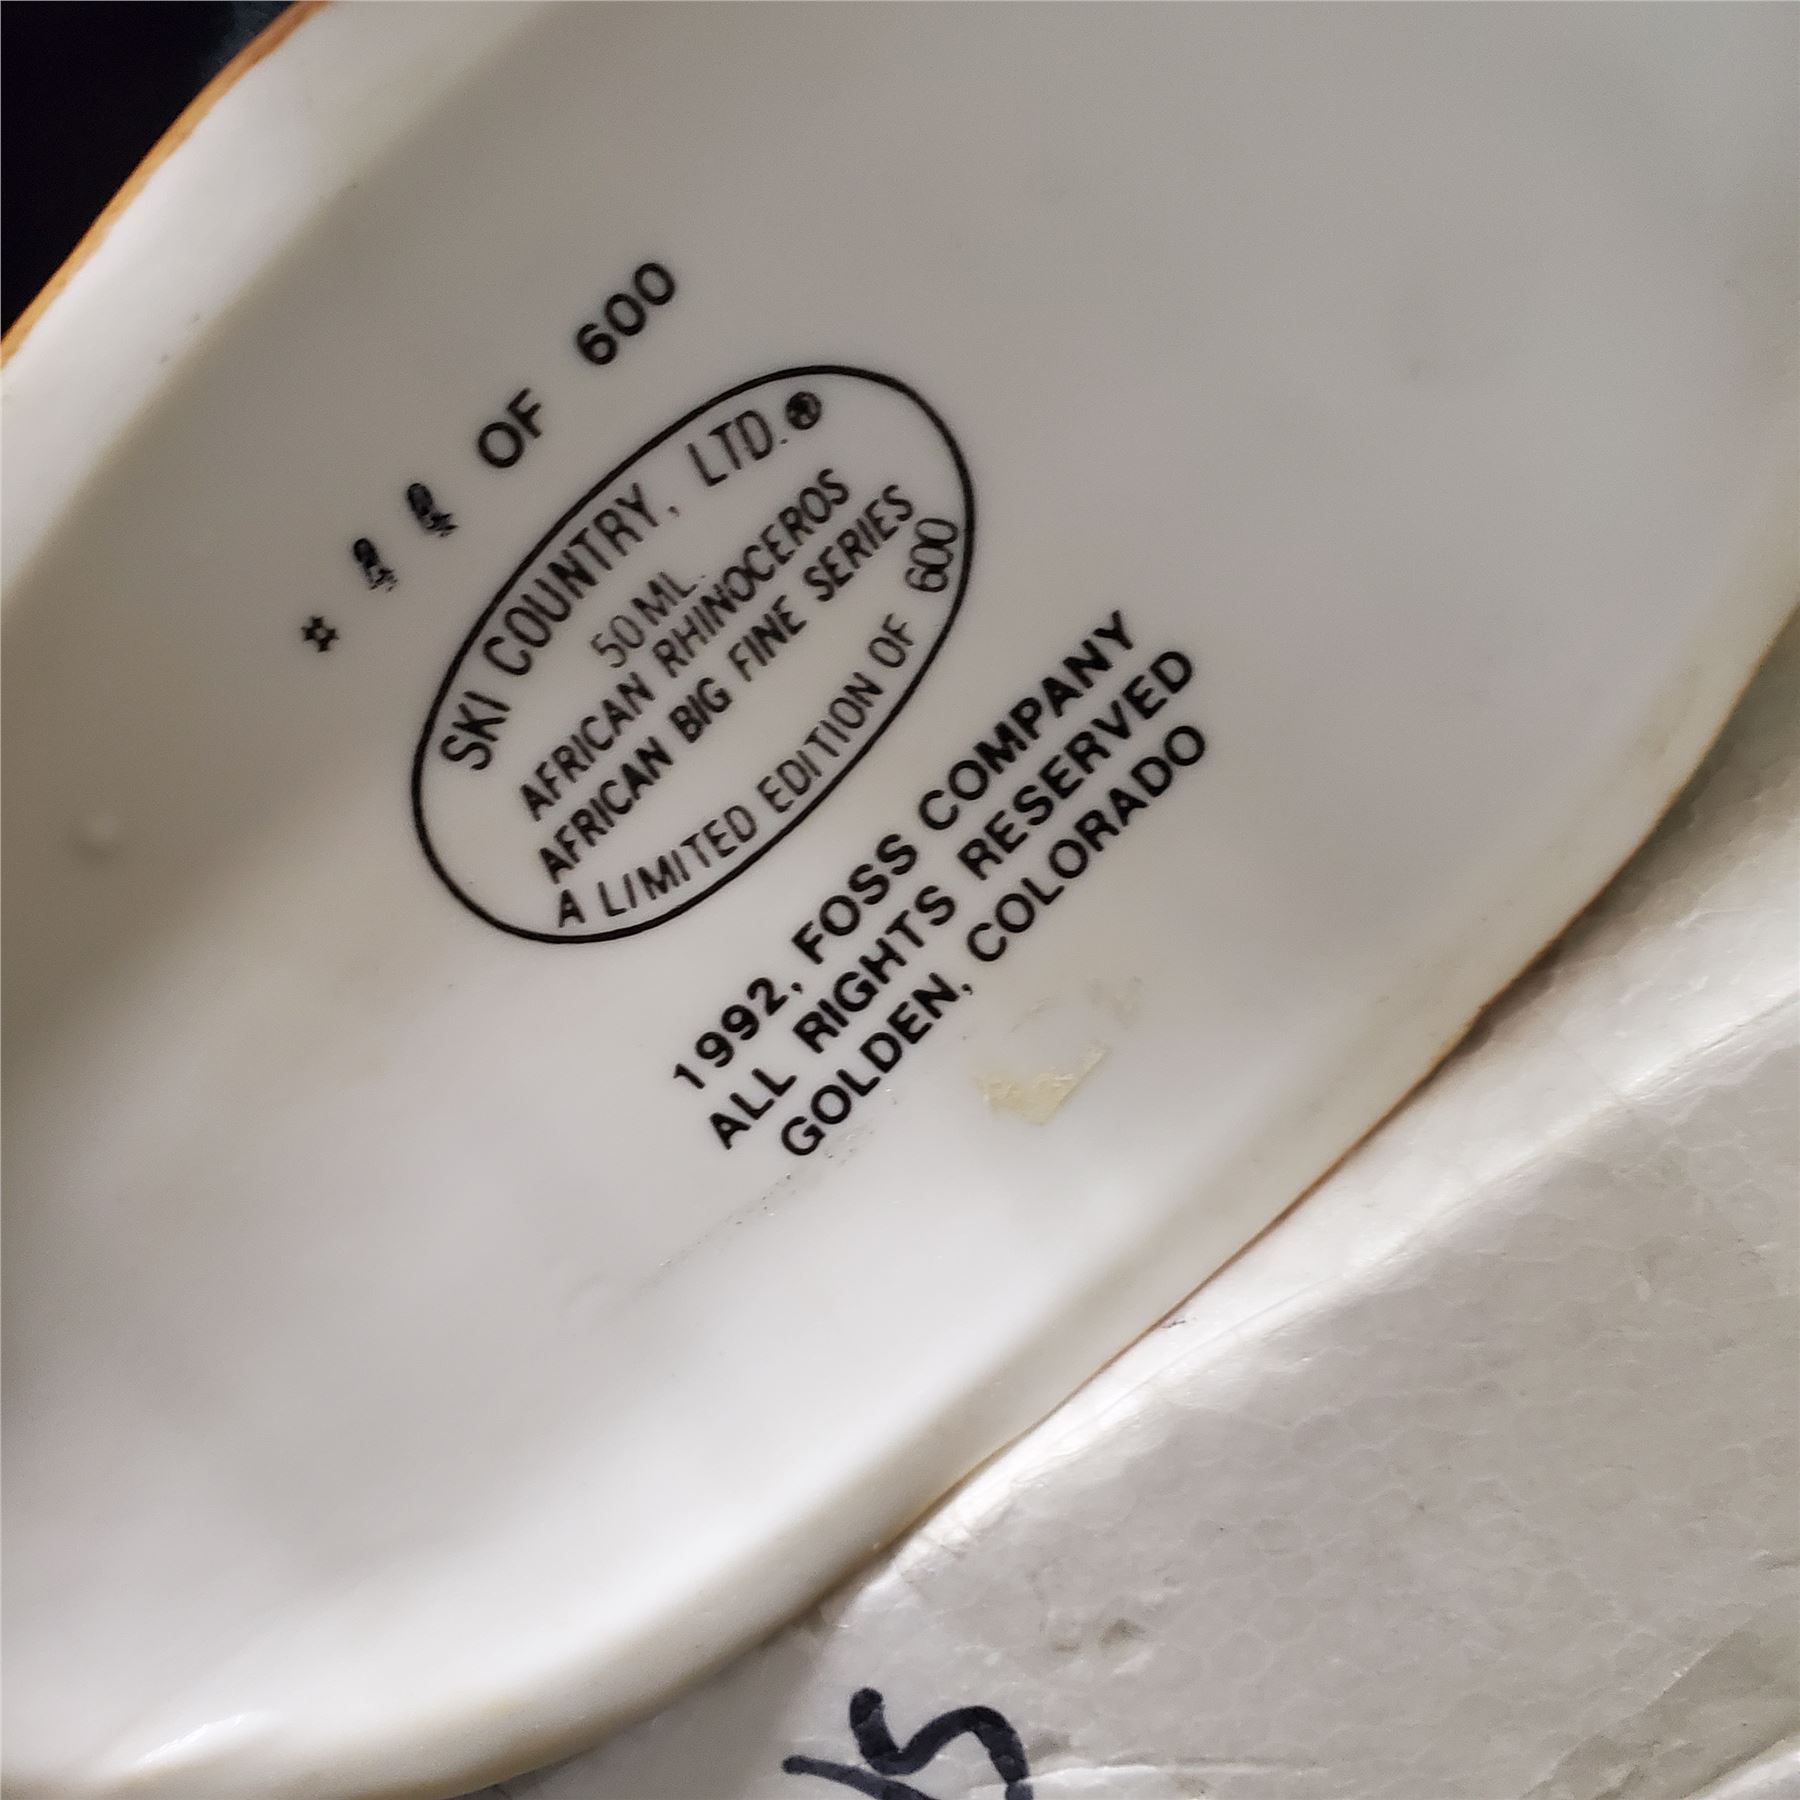 # OF 600
SKI COUNTRY, LTD.®
50 ML.
AFRICAN RHINOCEROS
AFRICAN BIG FINE SERIES
A LIMITED EDITION OF 600
1992, FOSS COMPANY
ALL RIGHTS RESERVED
GOLDEN, COLORADO